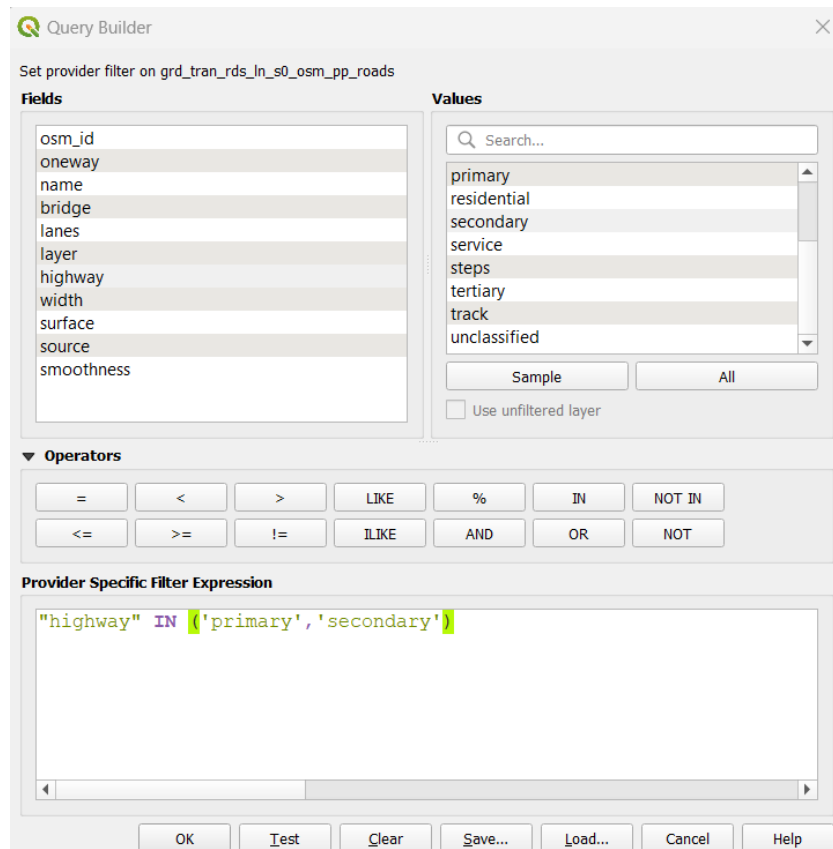 Query Builder
Set provider filter on grd_tran_rds_ln_s0_osm_pp_roads
Fields
osm_id
oneway
name
bridge
lanes
layer
highway
width
surface
source
smoothness
Values
Search...
primary
residential
secondary
service
steps
tertiary
track
unclassified
Sample All
Use unfiltered layer
Operators
= < > LIKE % IN NOT IN
<= >= != ILIKE AND OR NOT
Provider Specific Filter Expression
"highway" IN ('primary','secondary')
OK Test Clear Save... Load... Cancel Help